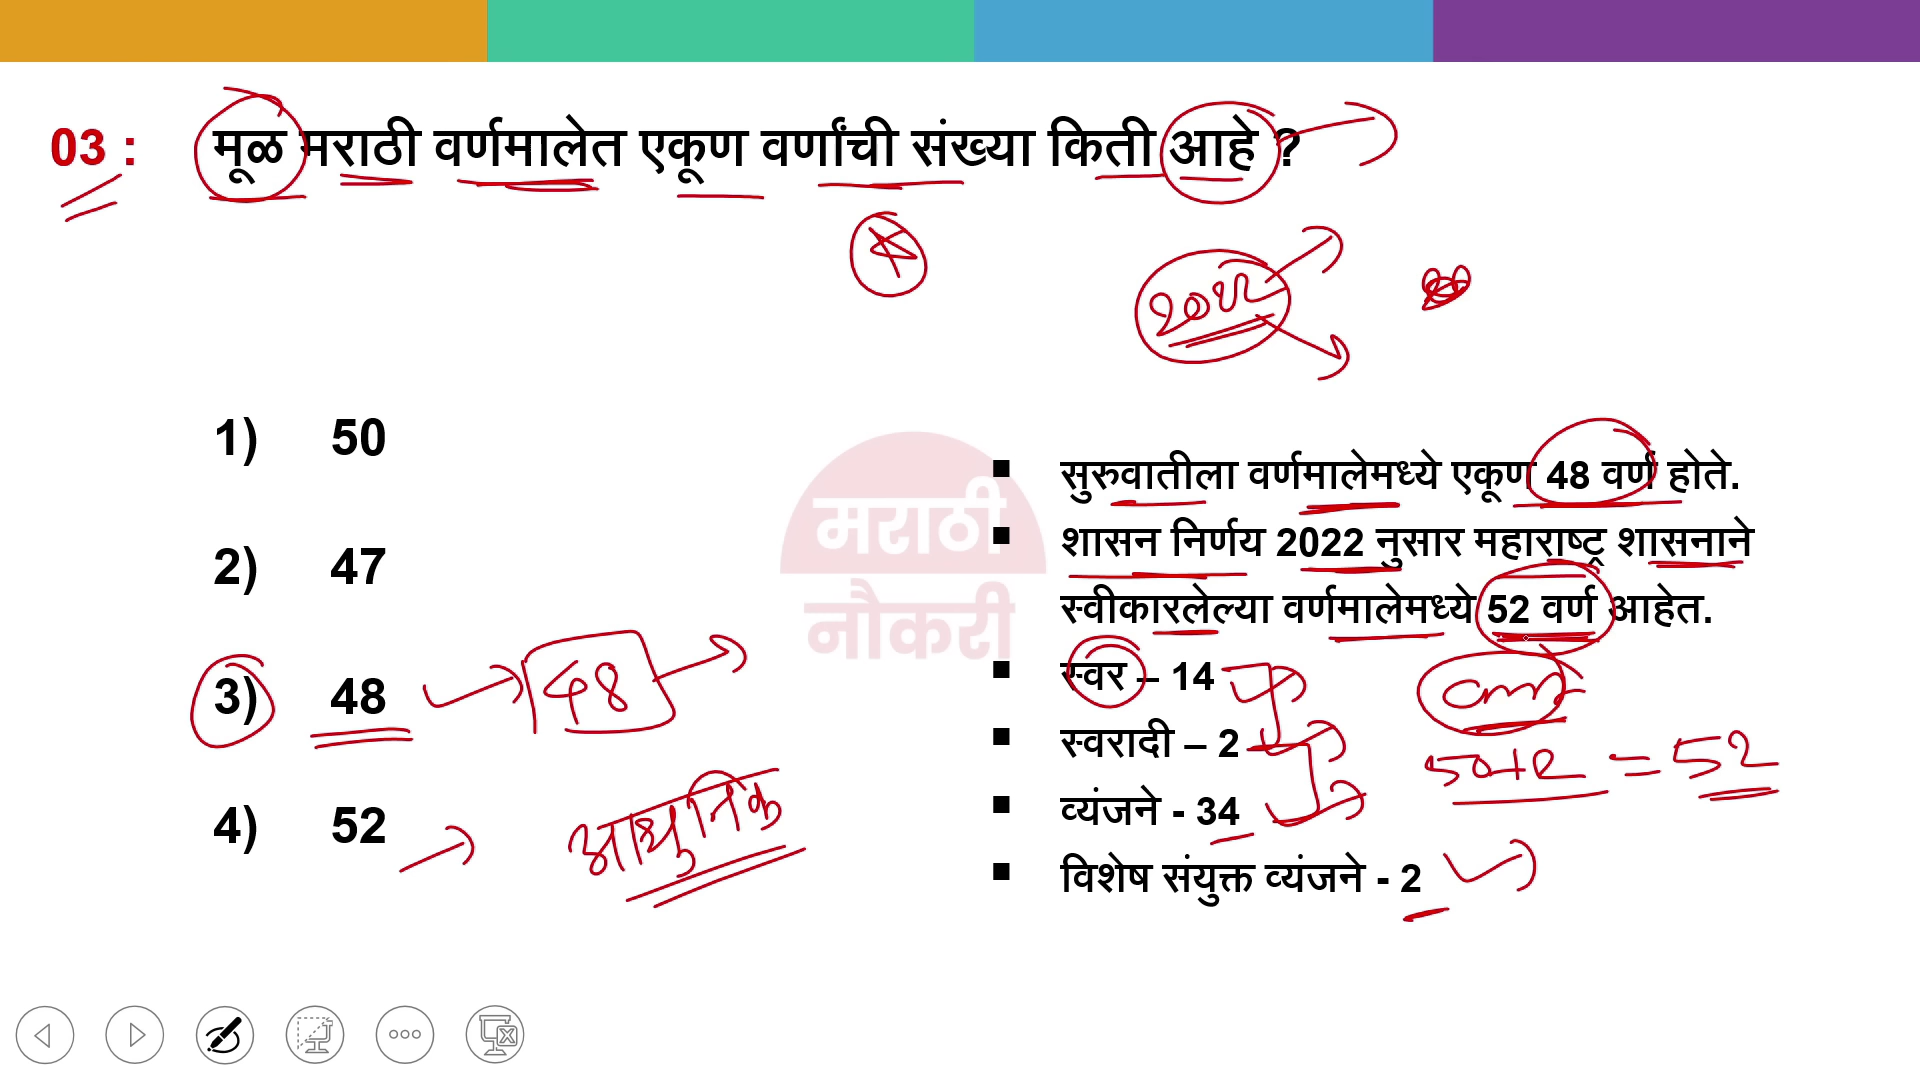 03 : मूळ मराठी वर्णमालेत एकूण वर्णांची संख्या किती आहे ?
२०२२
1) 50
2) 47
3) 48
48
4) 52
आधुनिक
मराठी
नौकरी
▪ सुरुवातीला वर्णमालेमध्ये एकूण 48 वर्ण होते.
▪ शासन निर्णय 2022 नुसार महाराष्ट्र शासनाने
स्वीकारलेल्या वर्णमालेमध्ये 52 वर्ण आहेत.
▪ स्वर – 14
▪ स्वरादी – 2
50+2 = 52
▪ व्यंजने - 34
▪ विशेष संयुक्त व्यंजने - 2